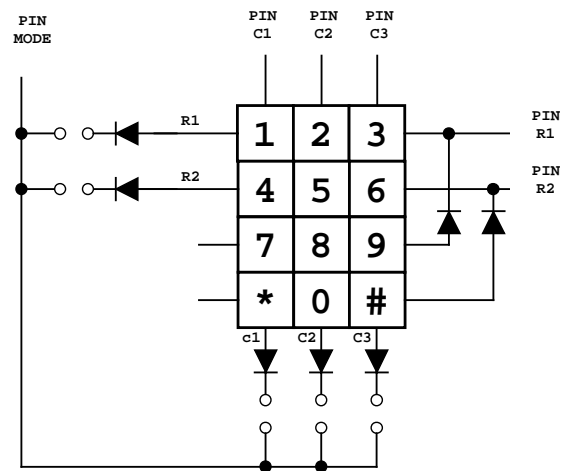 PIN
MODE
PIN
C1
PIN
C2
PIN
C3
R1
R2
1 2 3
4 5 6
7 8 9
* 0 #
PIN
R1
PIN
R2
c1
C2
C3